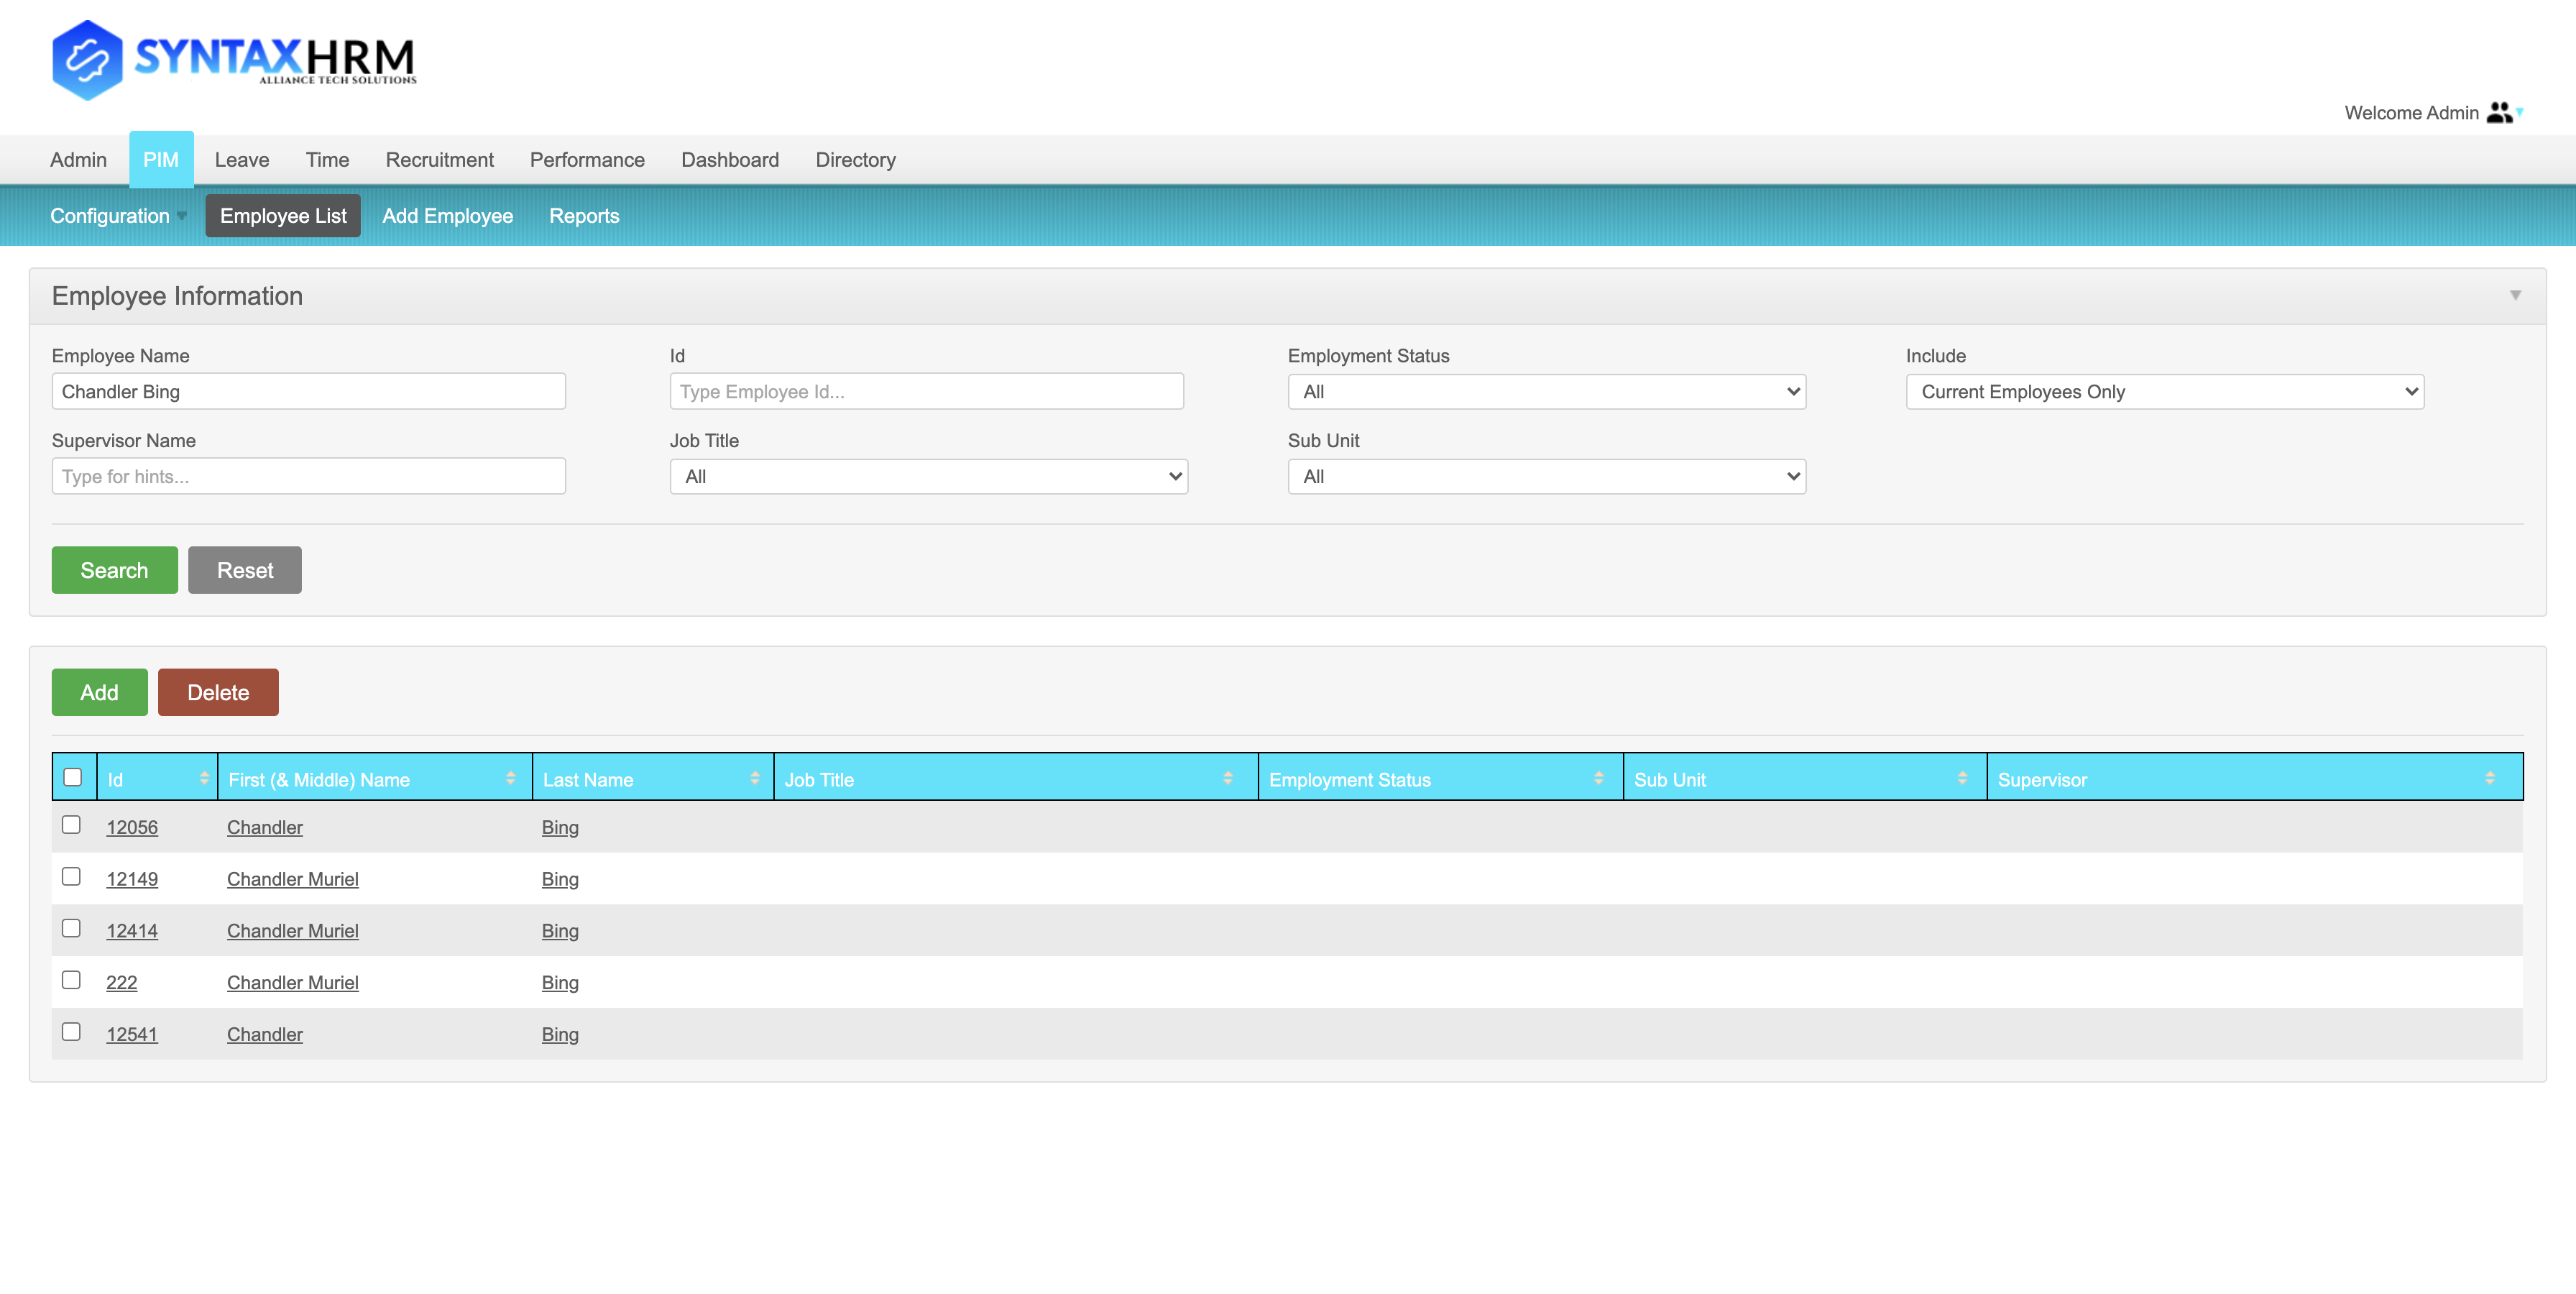 SYNTAXHRM
ALLIANCE TECH SOLUTIONS
Welcome Admin
Admin PIM Leave Time Recruitment Performance Dashboard Directory
Configuration Employee List Add Employee Reports
Employee Information
Employee Name Id Employment Status Include
Chandler Bing Type Employee Id... All Current Employees Only
Supervisor Name Job Title Sub Unit
Type for hints... All All
Search Reset
Add Delete
Id First (& Middle) Name Last Name Job Title Employment Status Sub Unit Supervisor
12056 Chandler Bing
12149 Chandler Muriel Bing
12414 Chandler Muriel Bing
222 Chandler Muriel Bing
12541 Chandler Bing